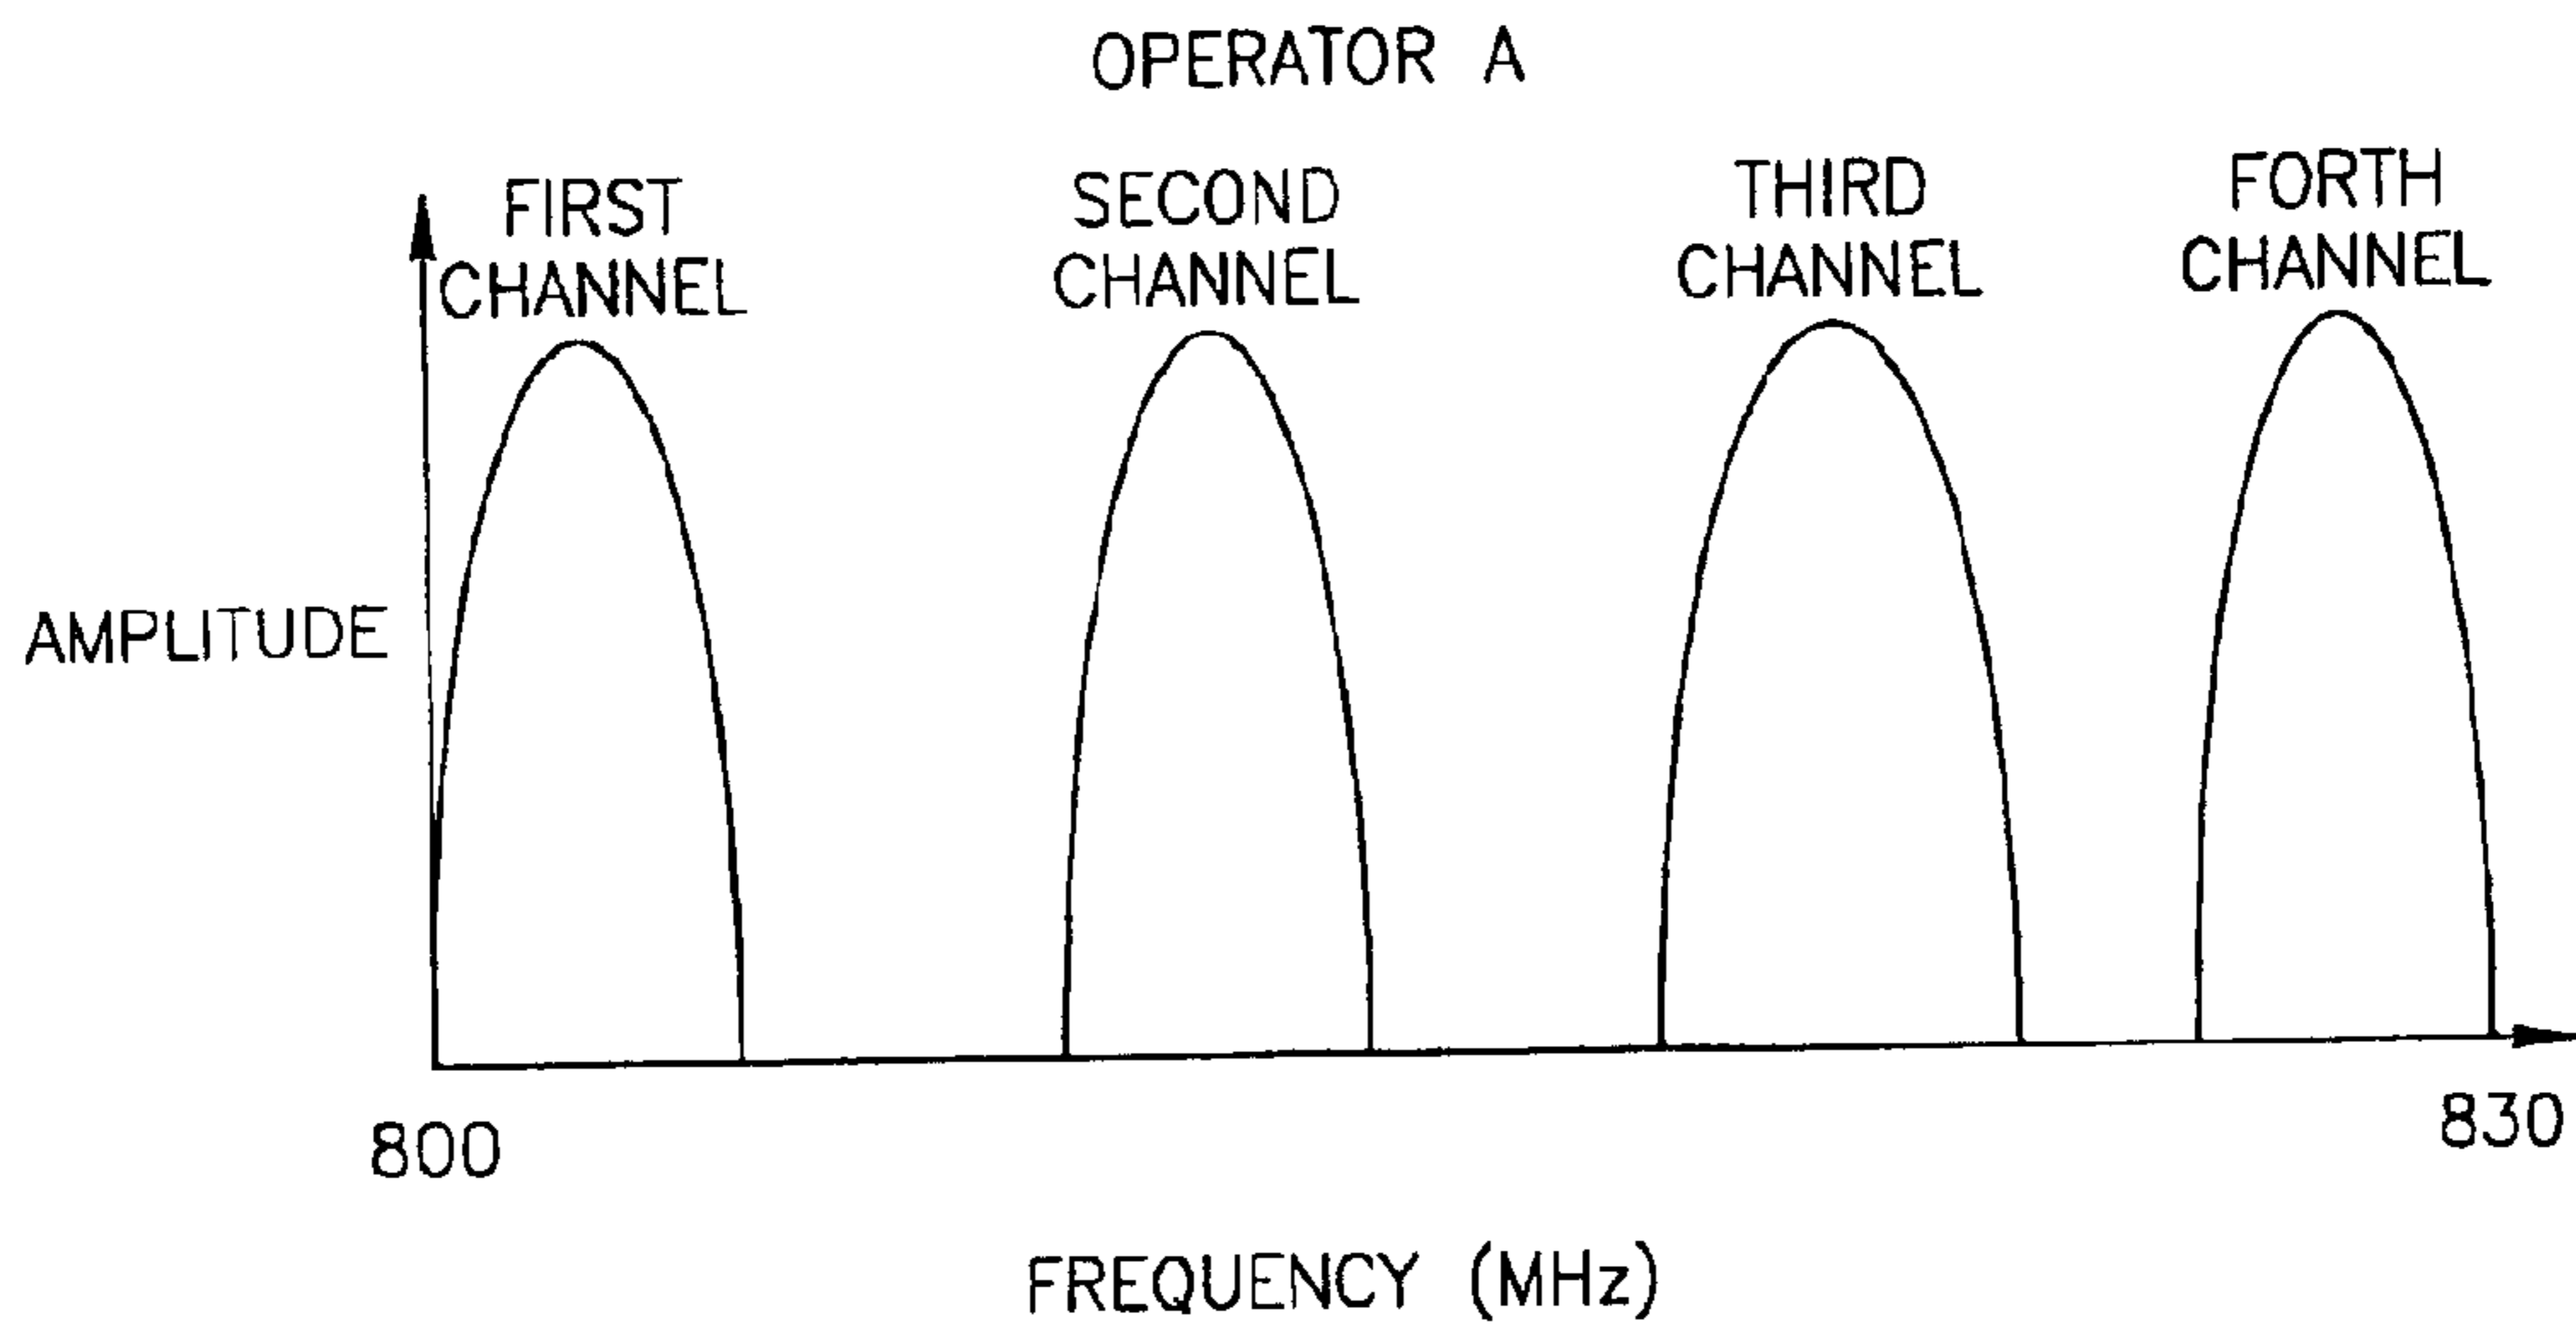 OPERATOR A
FIRST
CHANNEL
SECOND
CHANNEL
THIRD
CHANNEL
FORTH
CHANNEL
AMPLITUDE
800
830
FREQUENCY (MHz)